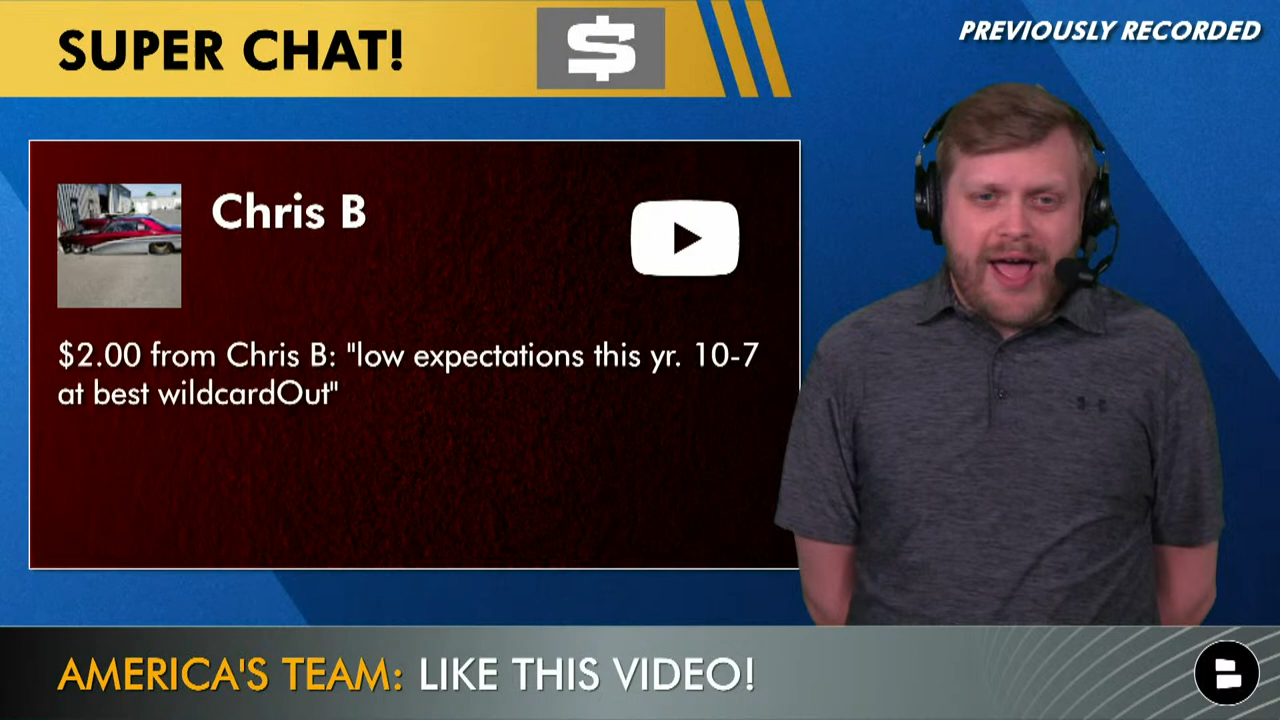 SUPER CHAT!
$
PREVIOUSLY RECORDED
Chris B
$2.00 from Chris B: "low expectations this yr. 10-7
at best wildcardOut"
AMERICA'S TEAM: LIKE THIS VIDEO!